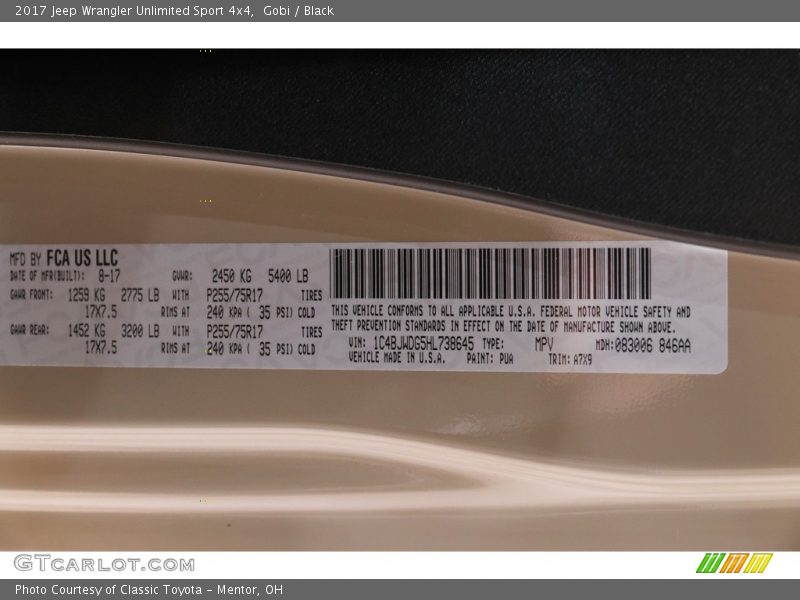 2017 Jeep Wrangler Unlimited Sport 4x4,  Gobi / Black
MFD BY FCA US LLC
DATE OF MFR(BUILT): 8-17 GVWR: 2450 KG 5400 LB
GAWR FRONT: 1259 KG 2775 LB WITH P255/75R17 TIRES
17X7.5 RIMS AT 240 KPA ( 35 PSI) COLD
GAWR REAR: 1452 KG 3200 LB WITH P255/75R17 TIRES
17X7.5 RIMS AT 240 KPA ( 35 PSI) COLD
THIS VEHICLE CONFORMS TO ALL APPLICABLE U.S.A. FEDERAL MOTOR VEHICLE SAFETY AND
THEFT PREVENTION STANDARDS IN EFFECT ON THE DATE OF MANUFACTURE SHOWN ABOVE.
VIN: 1C4BJWDG5HL738645 TYPE: MPV MDH: 083006 846AA
VEHICLE MADE IN U.S.A. PAINT: PUA TRIM: A7X9
GTCARLOT.COM
Photo Courtesy of Classic Toyota - Mentor, OH